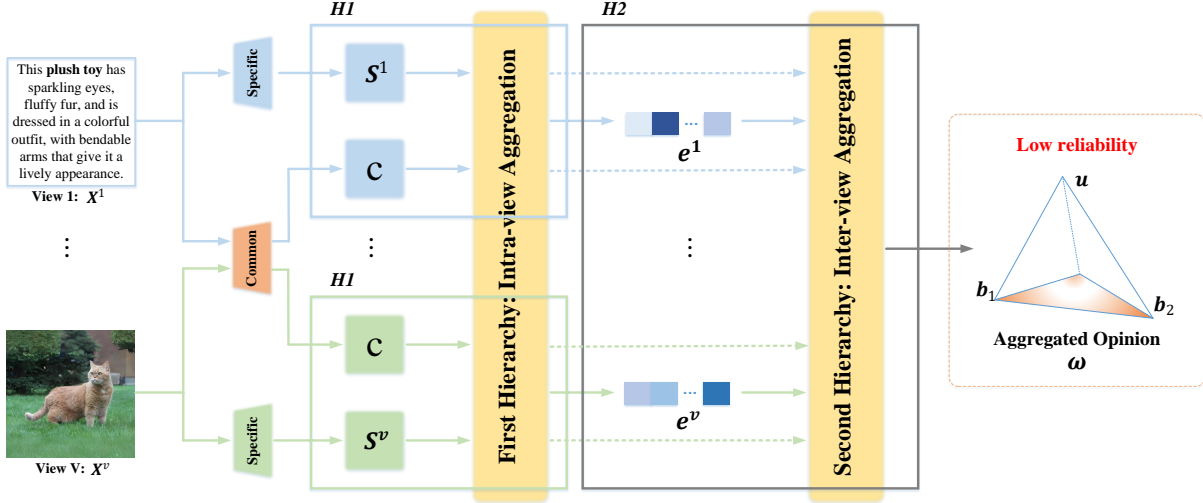 H1
H2
This plush toy has
sparkling eyes,
fluffy fur, and is
dressed in a colorful
outfit, with bendable
arms that give it a
lively appearance.
View 1: X¹
⋮
View V: Xᵛ
Specific
Common
Specific
S¹
C
⋮
H1
C
Sᵛ
First Hierarchy: Intra-view Aggregation
...
e¹
⋮
...
eᵛ
Second Hierarchy: Inter-view Aggregation
Low reliability
u
b₁
b₂
Aggregated Opinion
ω